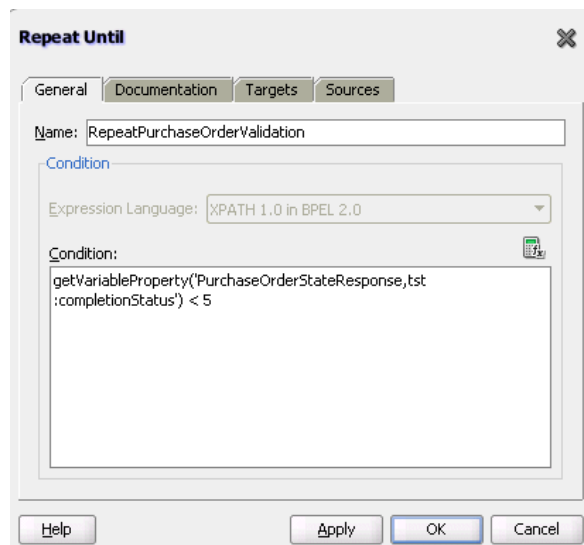 Repeat Until
General Documentation Targets Sources
Name: RepeatPurchaseOrderValidation
Condition
Expression Language: XPATH 1.0 in BPEL 2.0
Condition:
getVariableProperty('PurchaseOrderStateResponse,tst
:completionStatus') < 5
Help Apply OK Cancel